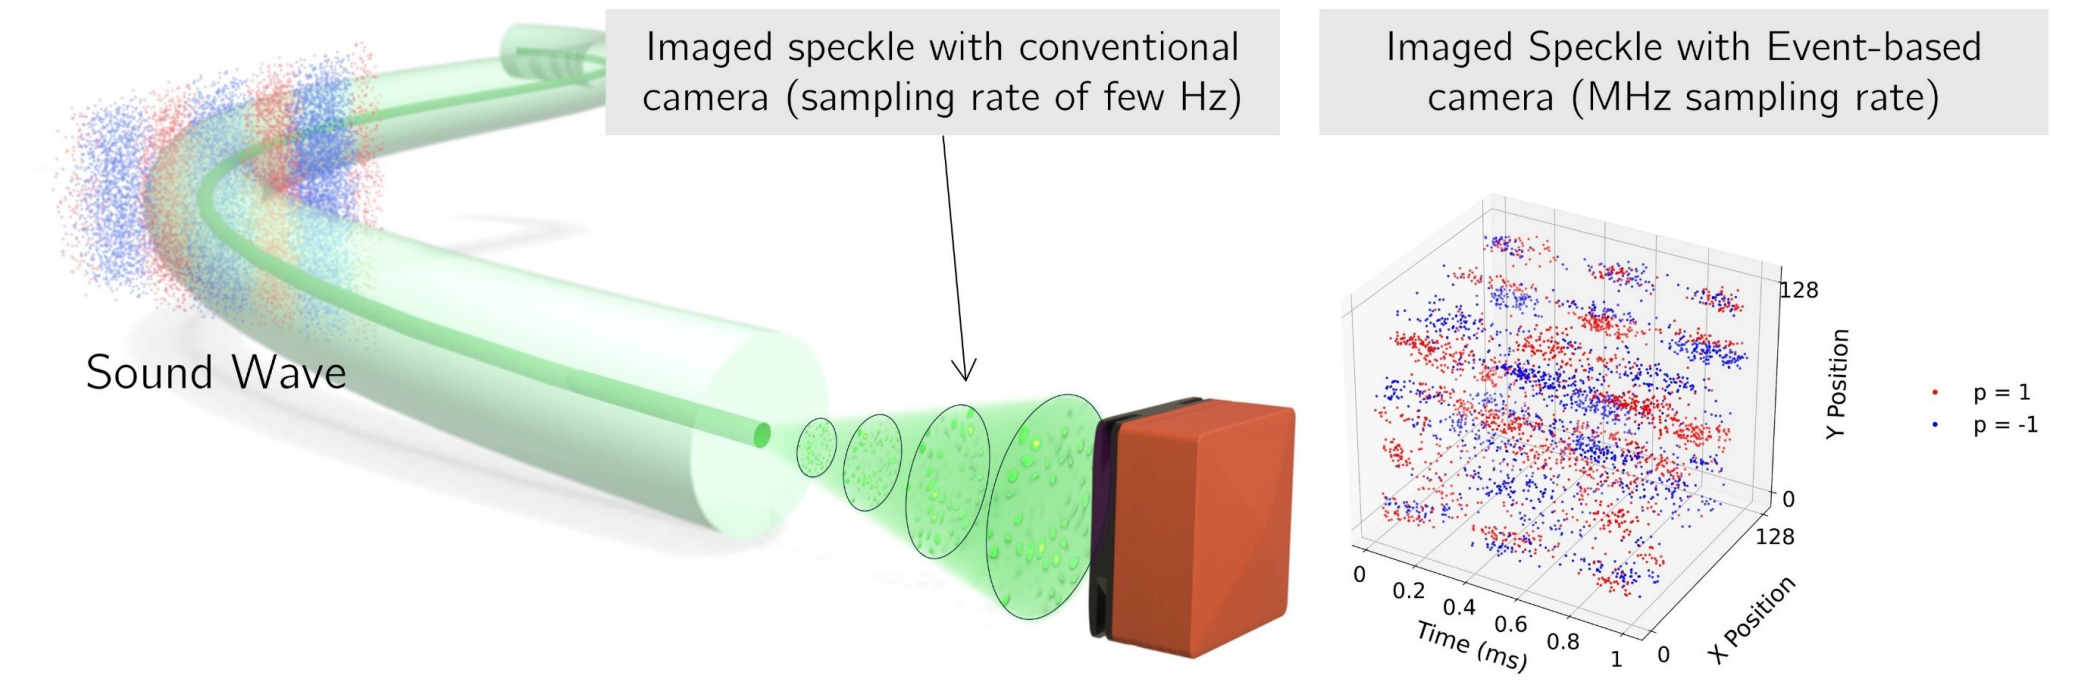 Imaged speckle with conventional
camera (sampling rate of few Hz)
Imaged Speckle with Event-based
camera (MHz sampling rate)
Sound Wave
128
Y Position
0
128
X Position
0
0
0.2
0.4
0.6
0.8
1
Time (ms)
p = 1
p = -1